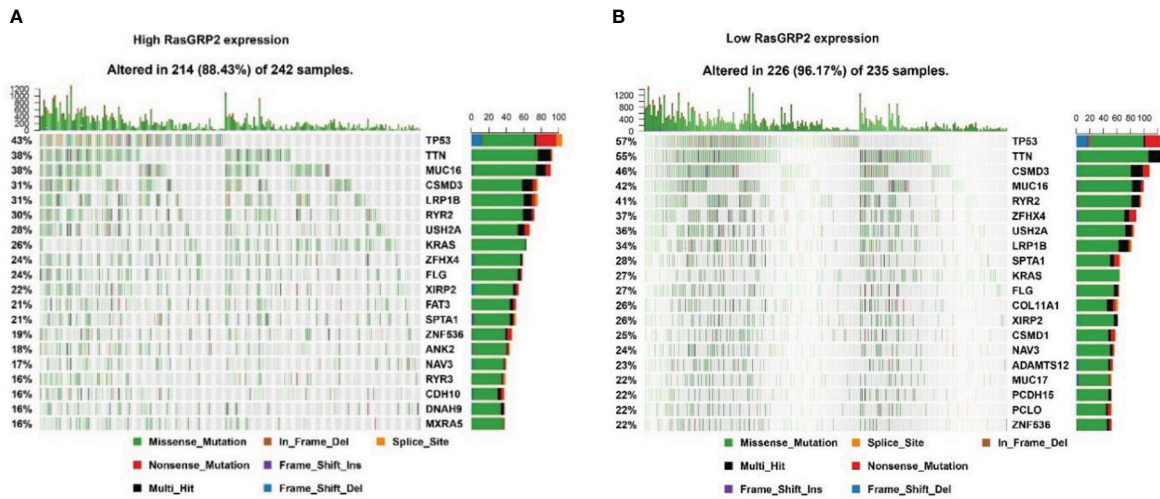 A
High RasGRP2 expression
Altered in 214 (88.43%) of 242 samples.
1200
1000
800
600
400
200
0
0 20 40 60 80 100
43% TP53
38% TTN
38% MUC16
31% CSMD3
31% LRP1B
30% RYR2
28% USH2A
26% KRAS
24% ZFHX4
24% FLG
22% XIRP2
21% FAT3
21% SPTA1
19% ZNF536
18% ANK2
17% NAV3
16% RYR3
16% CDH10
16% DNAH9
16% MXRA5
Missense_Mutation In_Frame_Del Splice_Site
Nonsense_Mutation Frame_Shift_Ins
Multi_Hit Frame_Shift_Del
B
Low RasGRP2 expression
Altered in 226 (96.17%) of 235 samples.
1200
800
600
400
200
0
0 20 40 60 80 100
57% TP53
55% TTN
46% CSMD3
42% MUC16
41% RYR2
37% ZFHX4
36% USH2A
34% LRP1B
28% SPTA1
27% KRAS
27% FLG
26% COL11A1
26% XIRP2
25% CSMD1
24% NAV3
23% ADAMTS12
22% MUC17
22% PCDH15
22% PCLO
22% ZNF536
Missense_Mutation Splice_Site In_Frame_Del
Multi_Hit Nonsense_Mutation
Frame_Shift_Ins Frame_Shift_Del